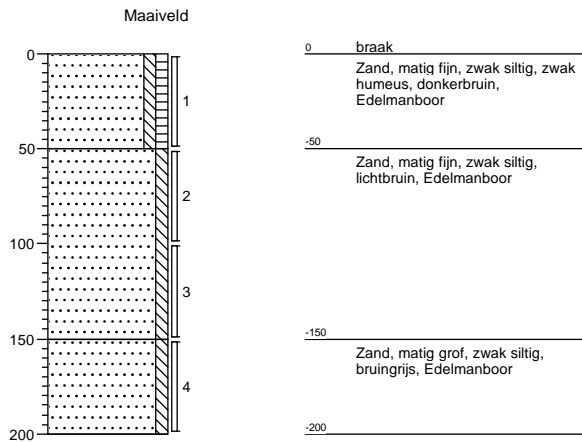 Maaiveld
0
50
100
150
200
1
2
3
4
0 braak
Zand, matig fijn, zwak siltig, zwak
humeus, donkerbruin,
Edelmanboor
-50
Zand, matig fijn, zwak siltig,
lichtbruin, Edelmanboor
-150
Zand, matig grof, zwak siltig,
bruingrijs, Edelmanboor
-200